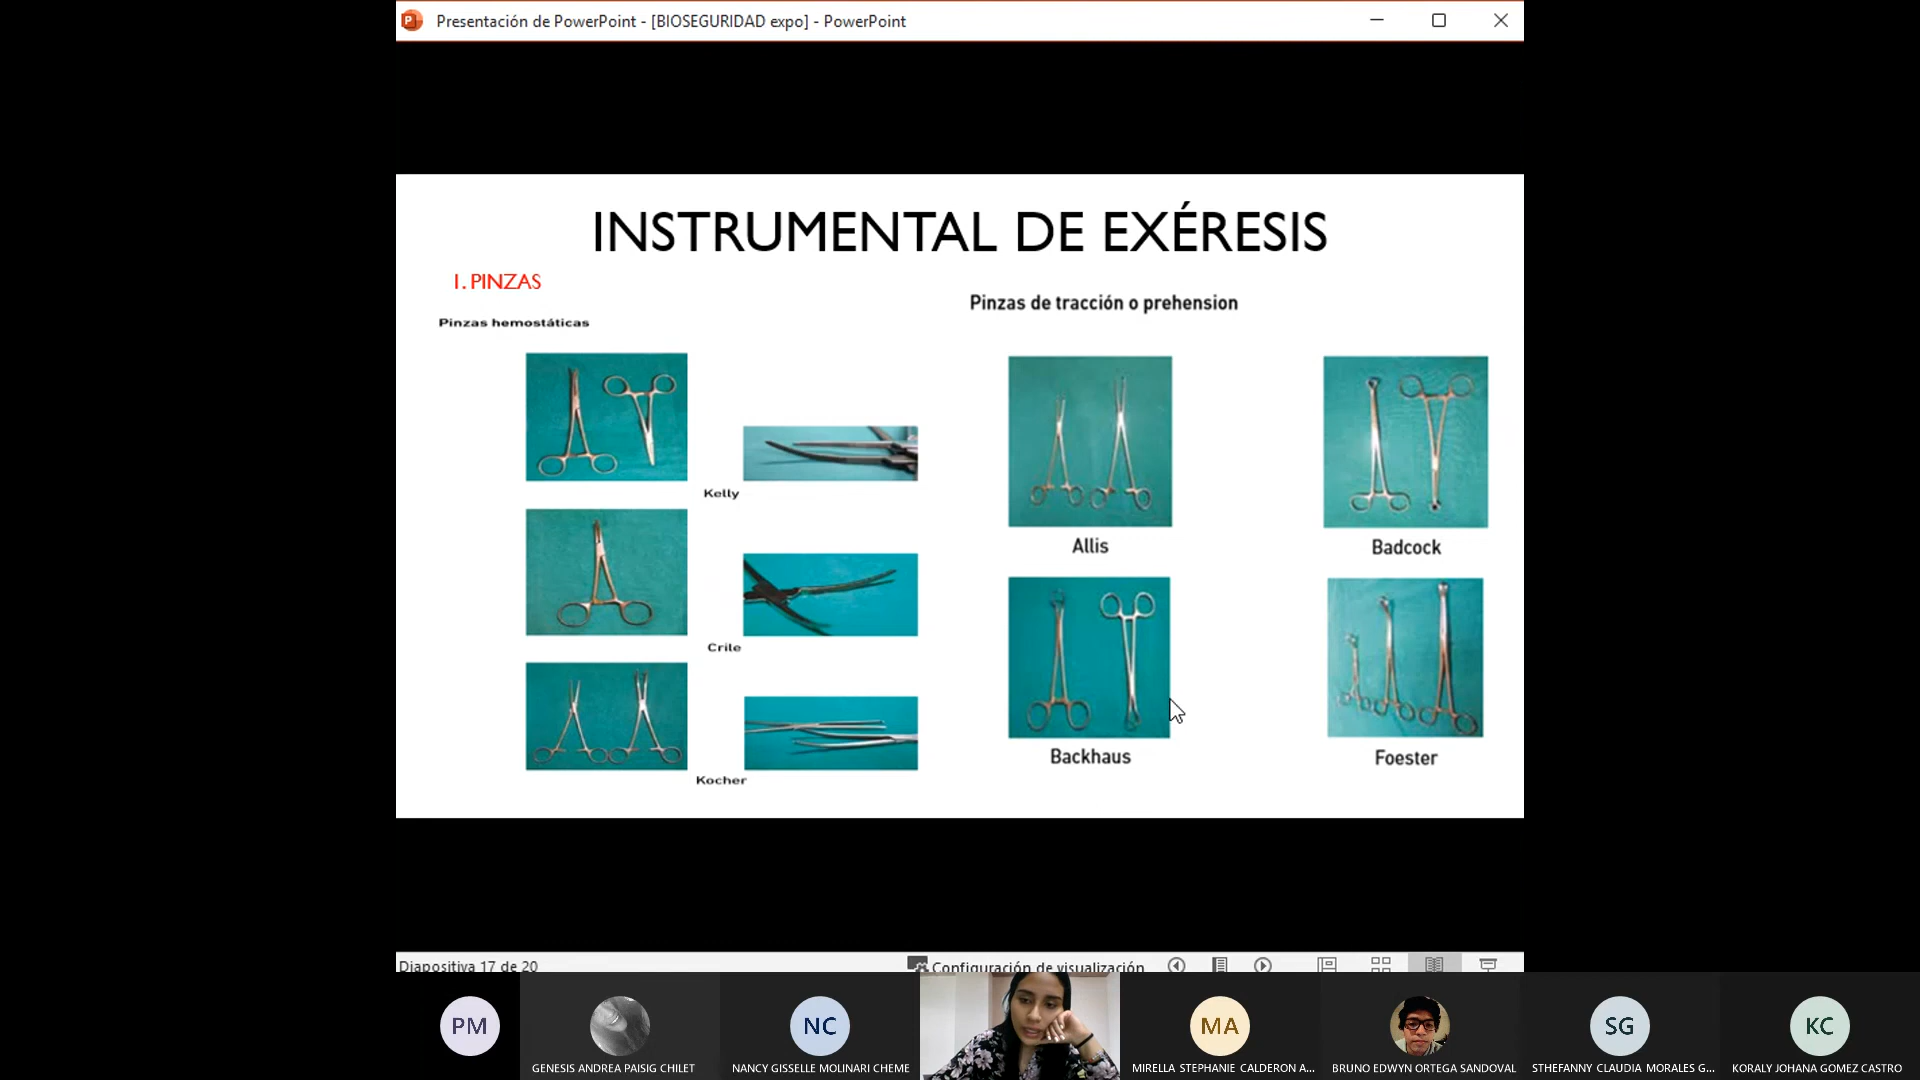 Presentación de PowerPoint - [BIOSEGURIDAD expo] - PowerPoint
INSTRUMENTAL DE EXÉRESIS
1. PINZAS
Pinzas hemostáticas
Pinzas de tracción o prehension
Kelly
Crile
Kocher
Allis
Badcock
Backhaus
Foester
Diapositiva 17 de 20
Configuración de visualización
PM
NC
MA
SG
KC
GENESIS ANDREA PAISIG CHILET
NANCY GISSELLE MOLINARI CHEME
MIRELLA STEPHANIE CALDERON A...
BRUNO EDWYN ORTEGA SANDOVAL
STHEFANNY CLAUDIA MORALES G...
KORALY JOHANA GOMEZ CASTRO